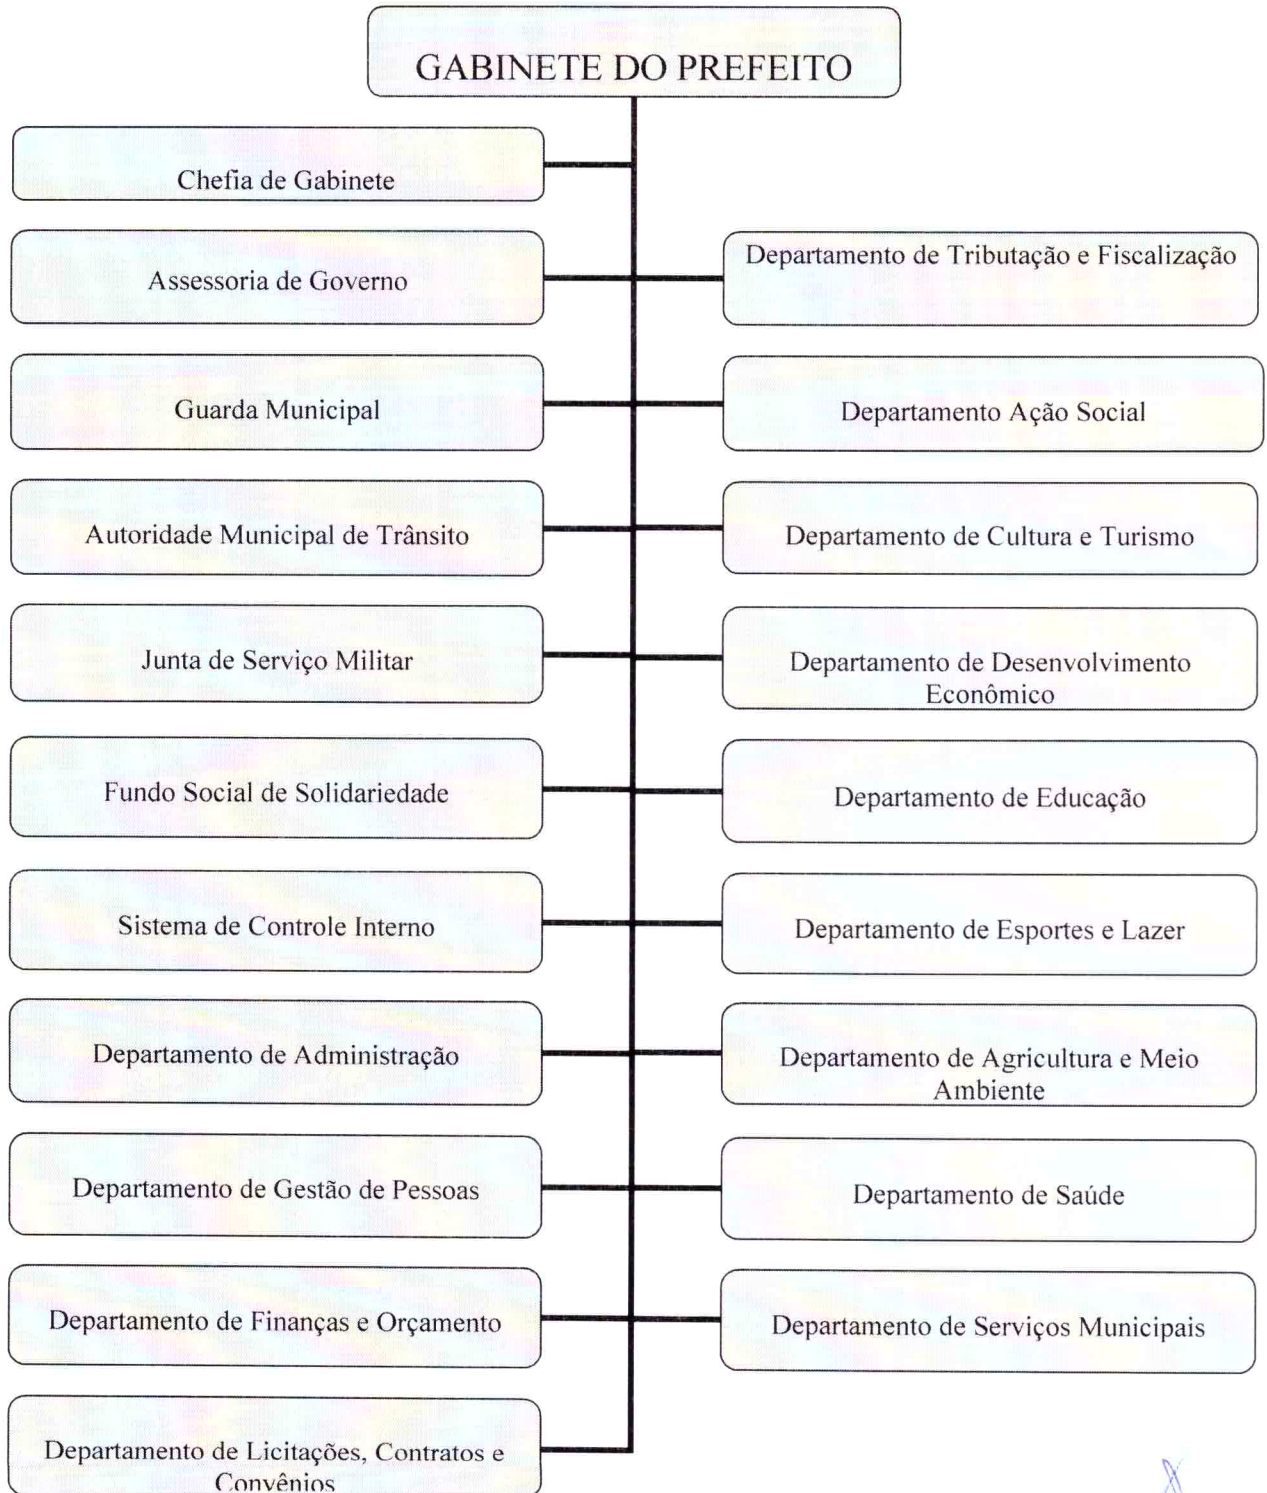 GABINETE DO PREFEITO
Chefia de Gabinete
Assessoria de Governo
Departamento de Tributação e Fiscalização
Guarda Municipal
Departamento Ação Social
Autoridade Municipal de Trânsito
Departamento de Cultura e Turismo
Junta de Serviço Militar
Departamento de Desenvolvimento
Econômico
Fundo Social de Solidariedade
Departamento de Educação
Sistema de Controle Interno
Departamento de Esportes e Lazer
Departamento de Administração
Departamento de Agricultura e Meio
Ambiente
Departamento de Gestão de Pessoas
Departamento de Saúde
Departamento de Finanças e Orçamento
Departamento de Serviços Municipais
Departamento de Licitações, Contratos e
Convênios